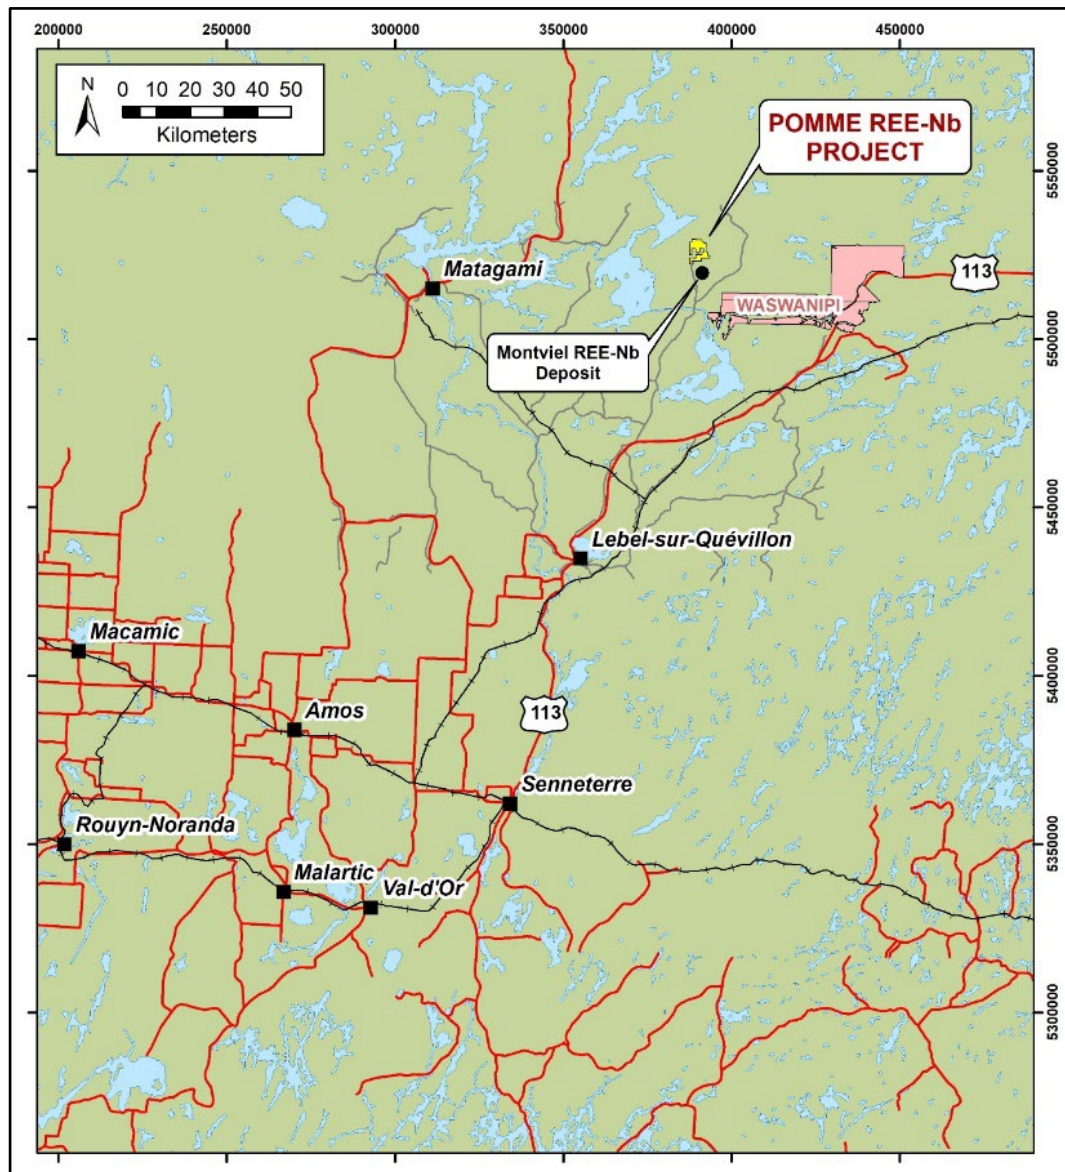 200000 250000 300000 350000 400000 450000
N
0 10 20 30 40 50
Kilometers
POMME REE-Nb
PROJECT
5550000
Matagami
113
WASWANIPI
Montviel REE-Nb
Deposit
5500000
5450000
Lebel-sur-Quévillon
Macamic
5400000
Amos
113
Senneterre
Rouyn-Noranda
5350000
Malartic
Val-d'Or
5300000